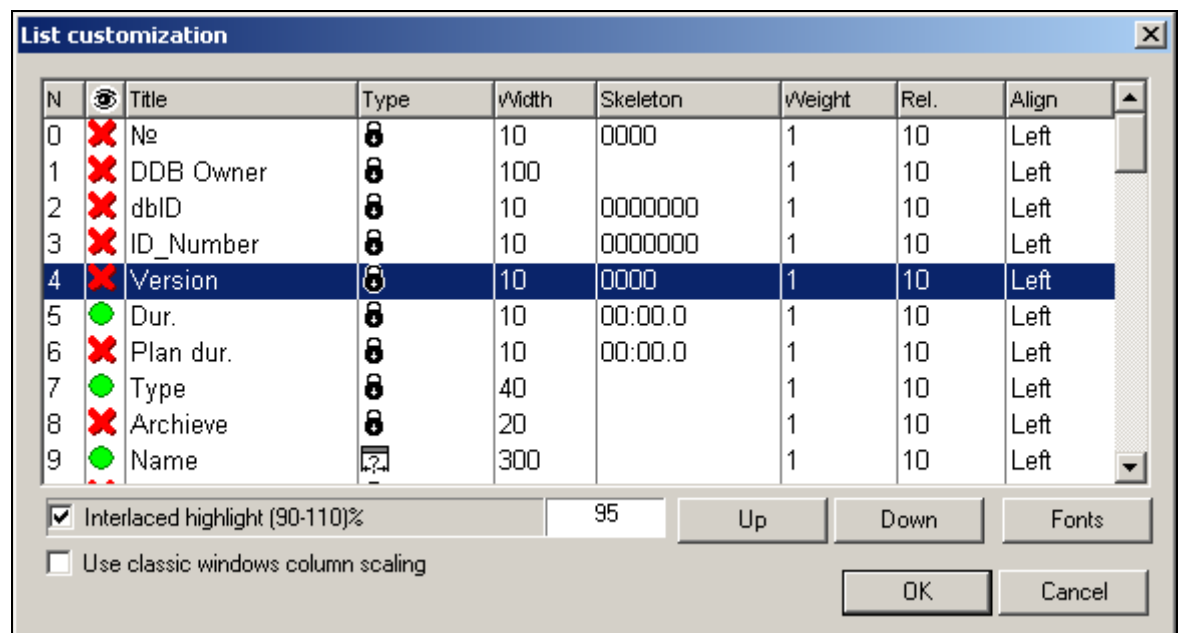 List customization
N Title Type Width Skeleton Weight Rel. Align
0 № 10 0000 1 10 Left
1 DDB Owner 100 1 10 Left
2 dbID 10 0000000 1 10 Left
3 ID_Number 10 0000000 1 10 Left
4 Version 10 0000 1 10 Left
5 Dur. 10 00:00.0 1 10 Left
6 Plan dur. 10 00:00.0 1 10 Left
7 Type 40 1 10 Left
8 Archieve 20 1 10 Left
9 Name 300 1 10 Left
Interlaced highlight (90-110)% 95 Up Down Fonts
Use classic windows column scaling
OK Cancel